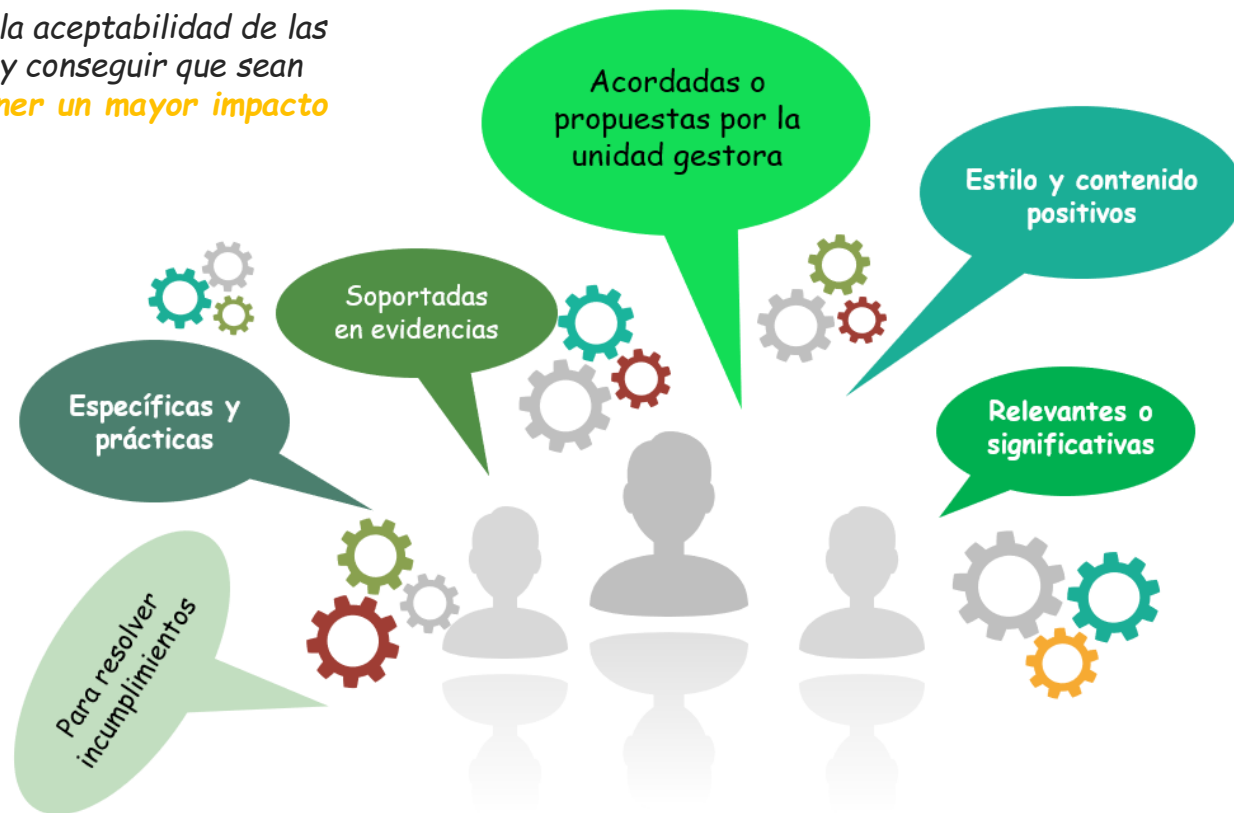 la aceptabilidad de las
y conseguir que sean
ner un mayor impacto
Acordadas o
propuestas por la
unidad gestora
Estilo y contenido
positivos
Soportadas
en evidencias
Específicas y
prácticas
Relevantes o
significativas
Para resolver
incumplimientos